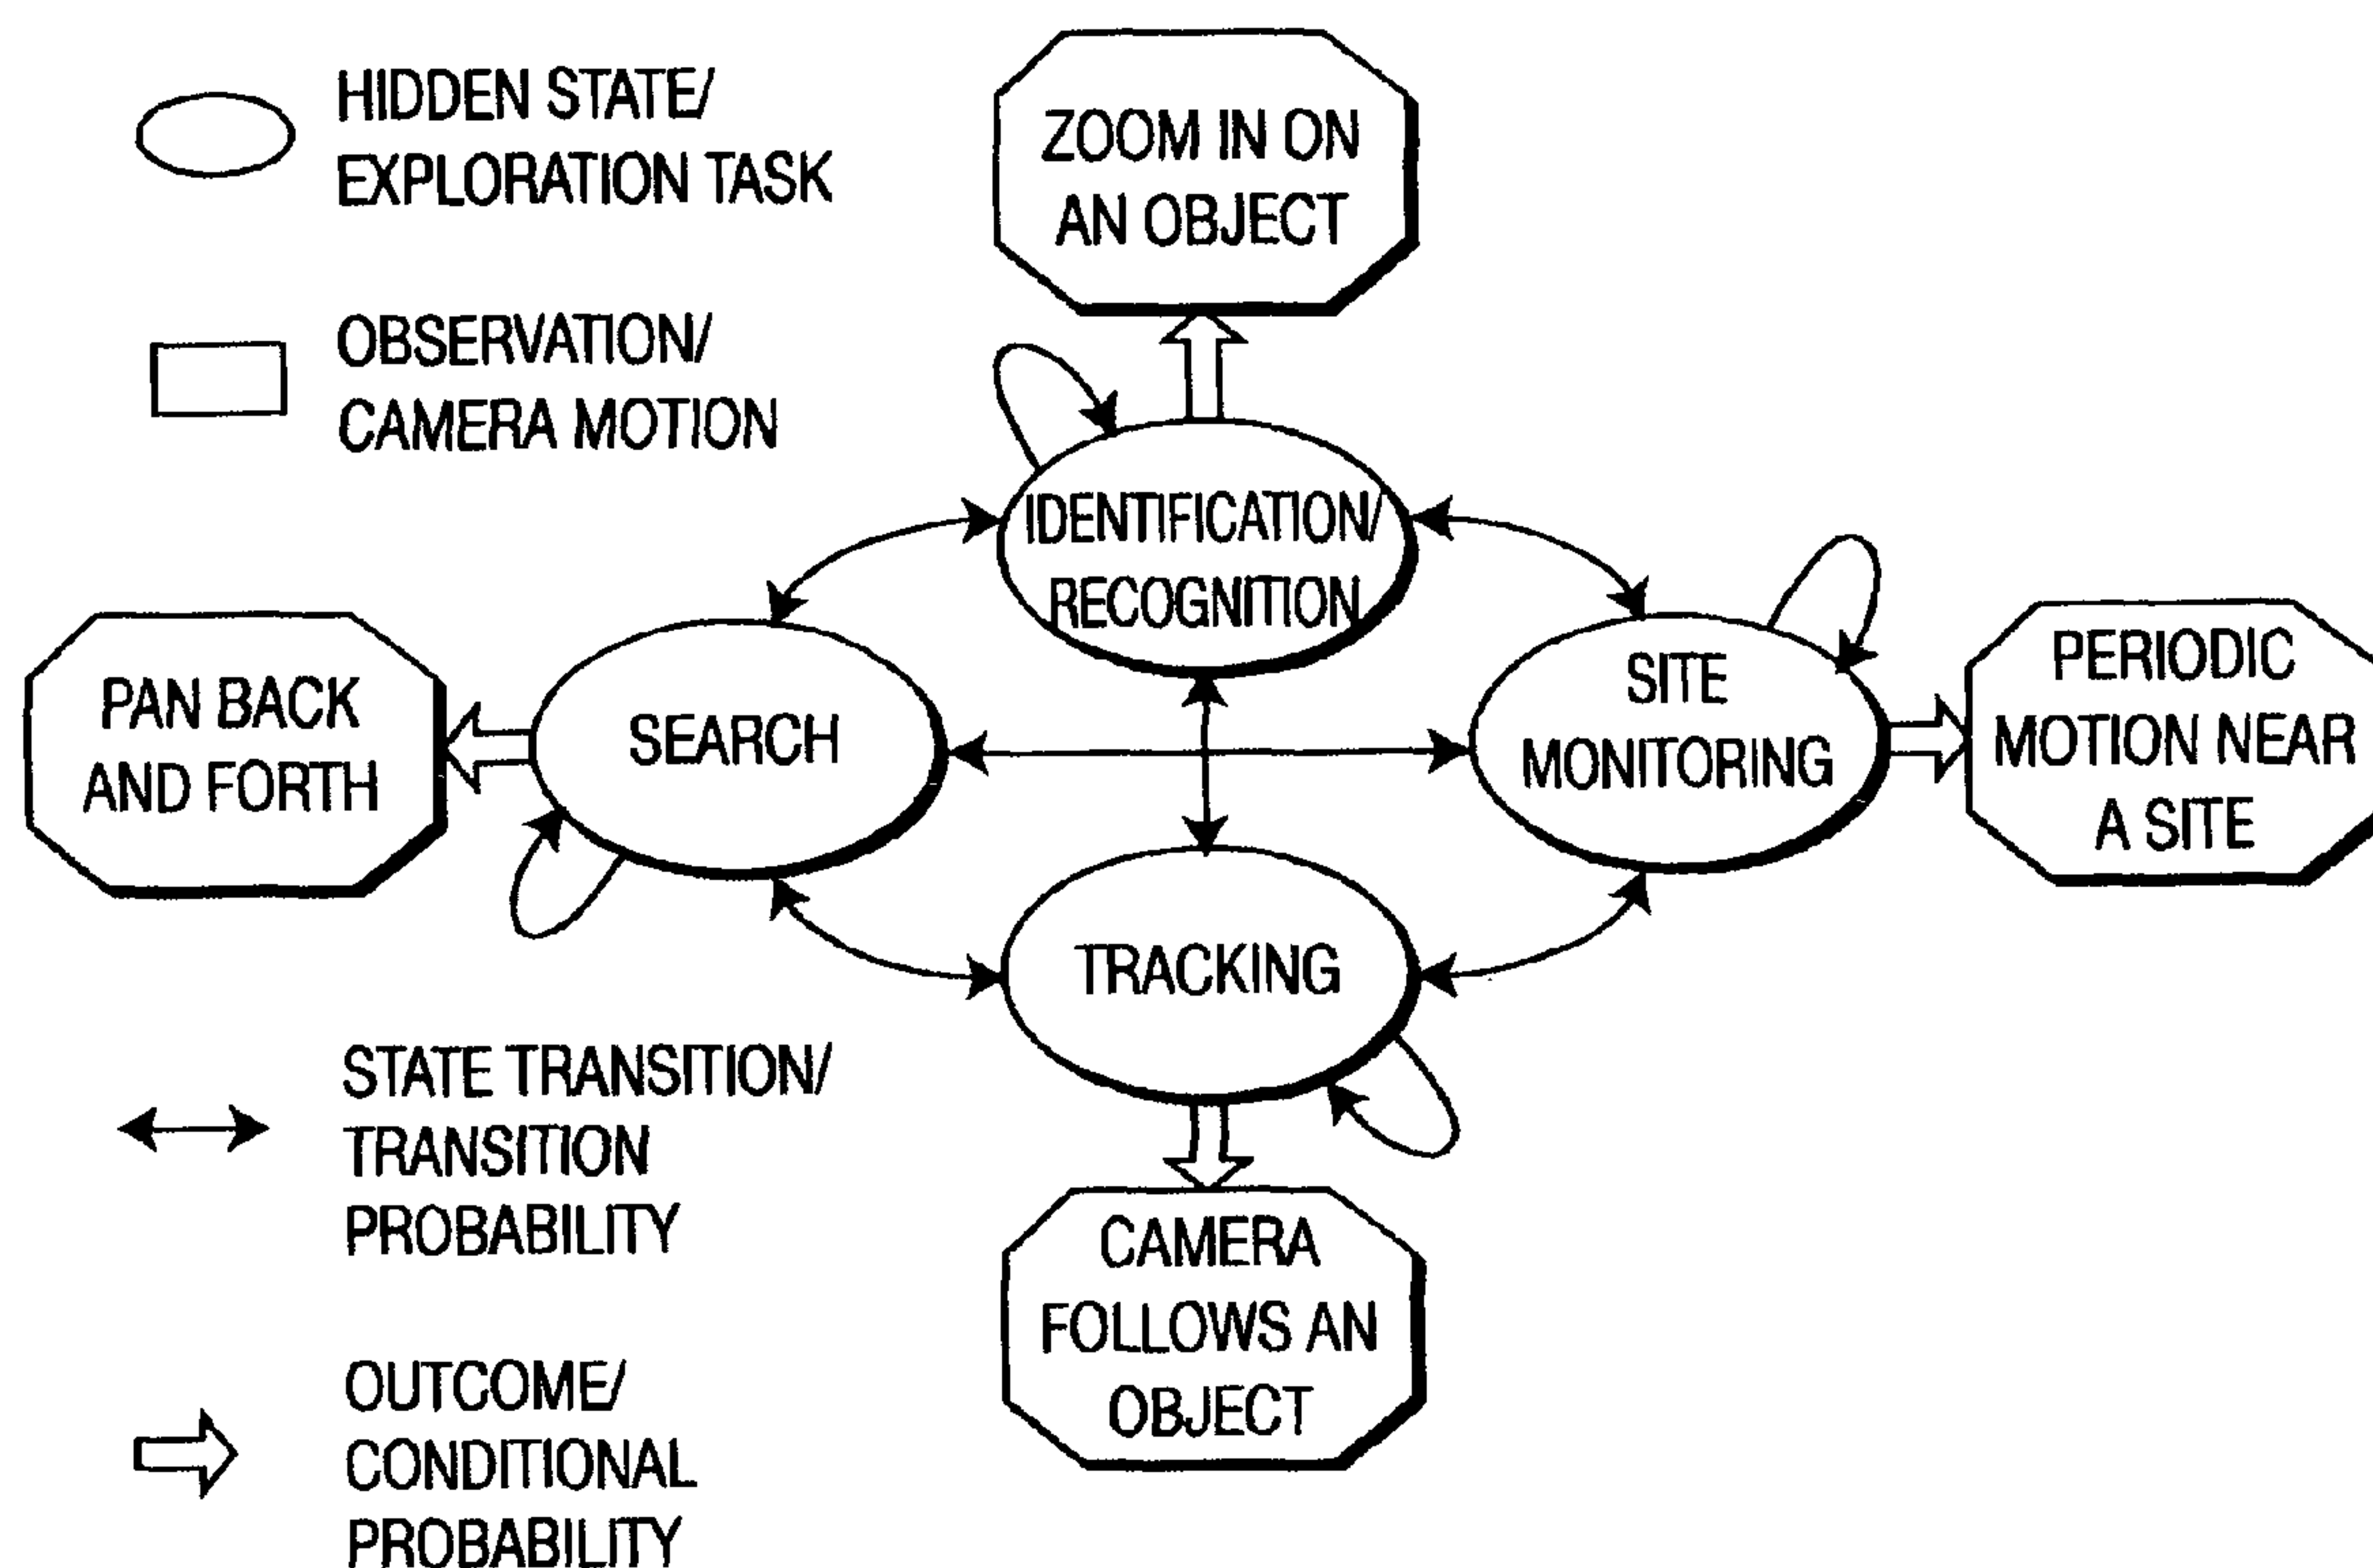 HIDDEN STATE/
EXPLORATION TASK
OBSERVATION/
CAMERA MOTION
ZOOM IN ON
AN OBJECT
IDENTIFICATION/
RECOGNITION
PAN BACK
AND FORTH
SEARCH
SITE
MONITORING
PERIODIC
MOTION NEAR
A SITE
TRACKING
CAMERA
FOLLOWS AN
OBJECT
STATE TRANSITION/
TRANSITION
PROBABILITY
OUTCOME/
CONDITIONAL
PROBABILITY